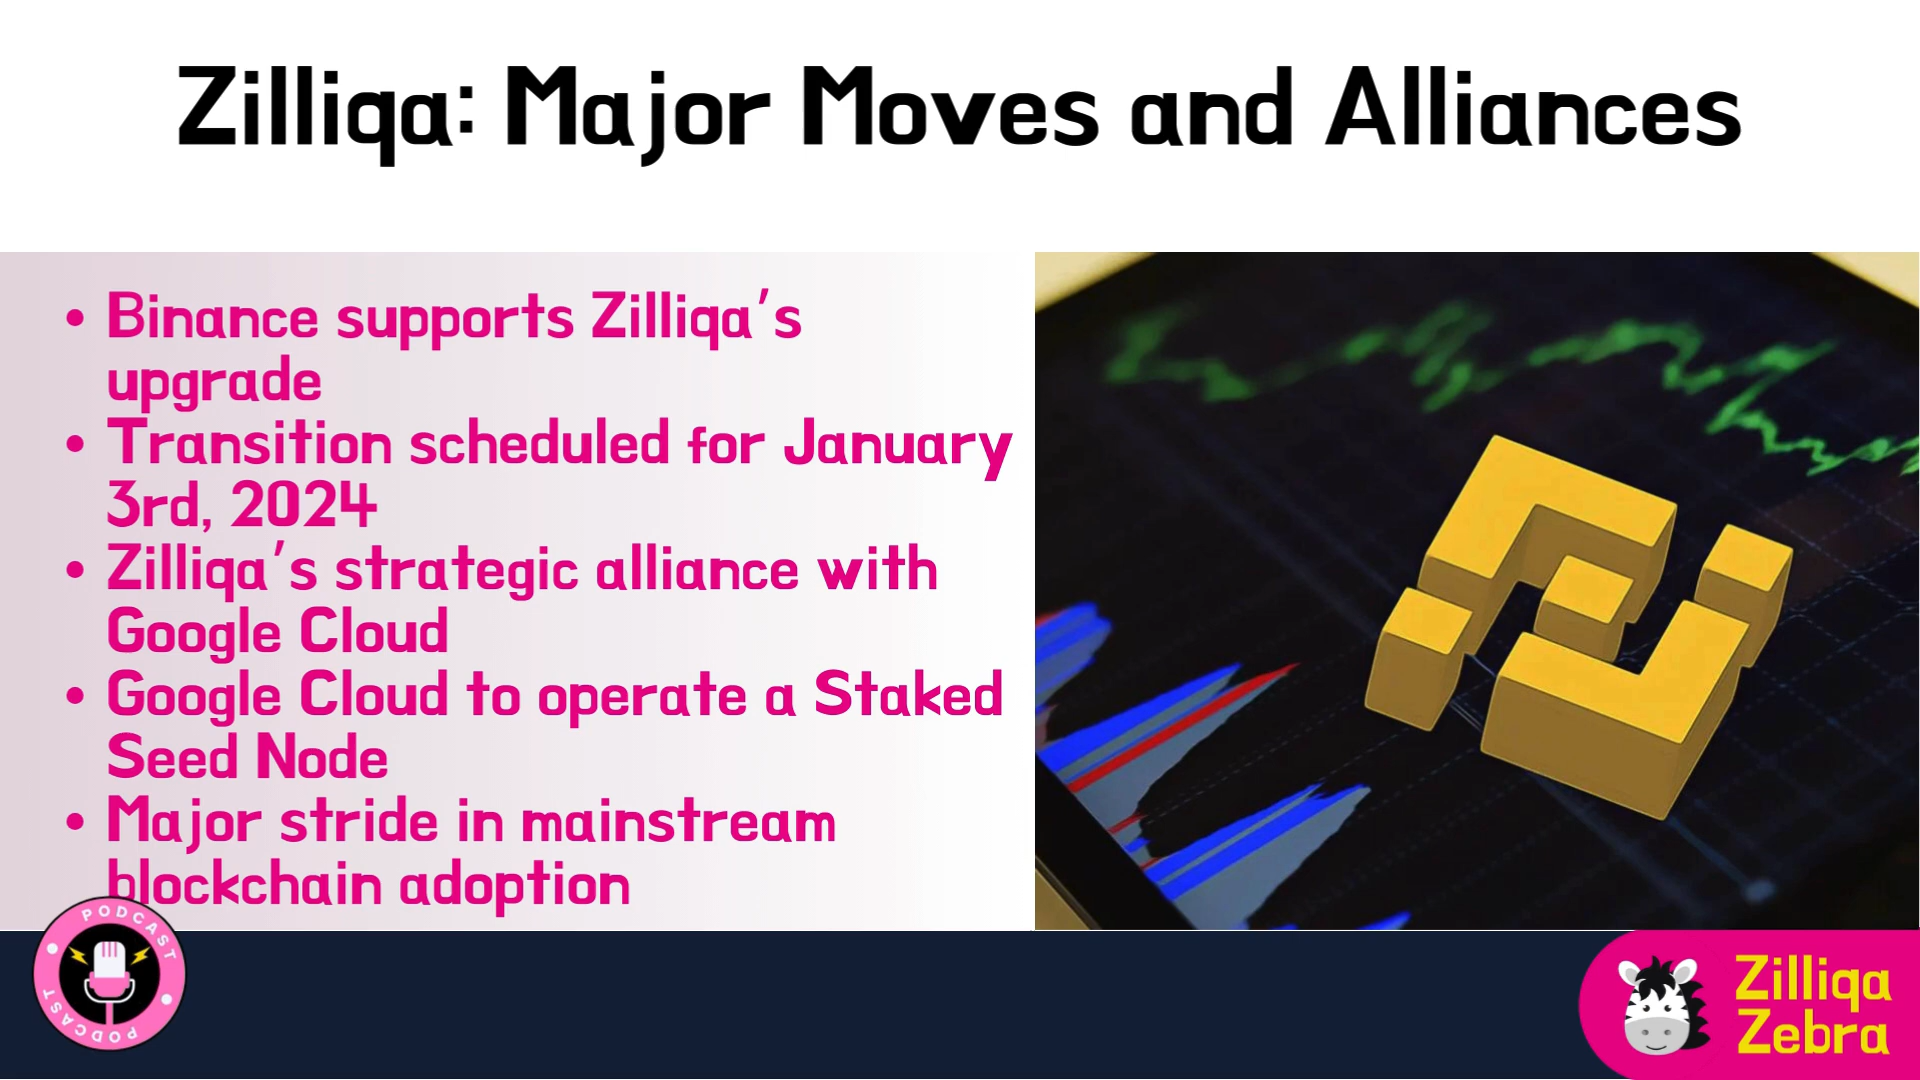 Zilliqa: Major Moves and Alliances
• Binance supports Zilliqa's
upgrade
• Transition scheduled for January
3rd, 2024
• Zilliqa's strategic alliance with
Google Cloud
• Google Cloud to operate a Staked
Seed Node
• Major stride in mainstream
blockchain adoption
PODCAST
PODCAST
Zilliqa
Zebra